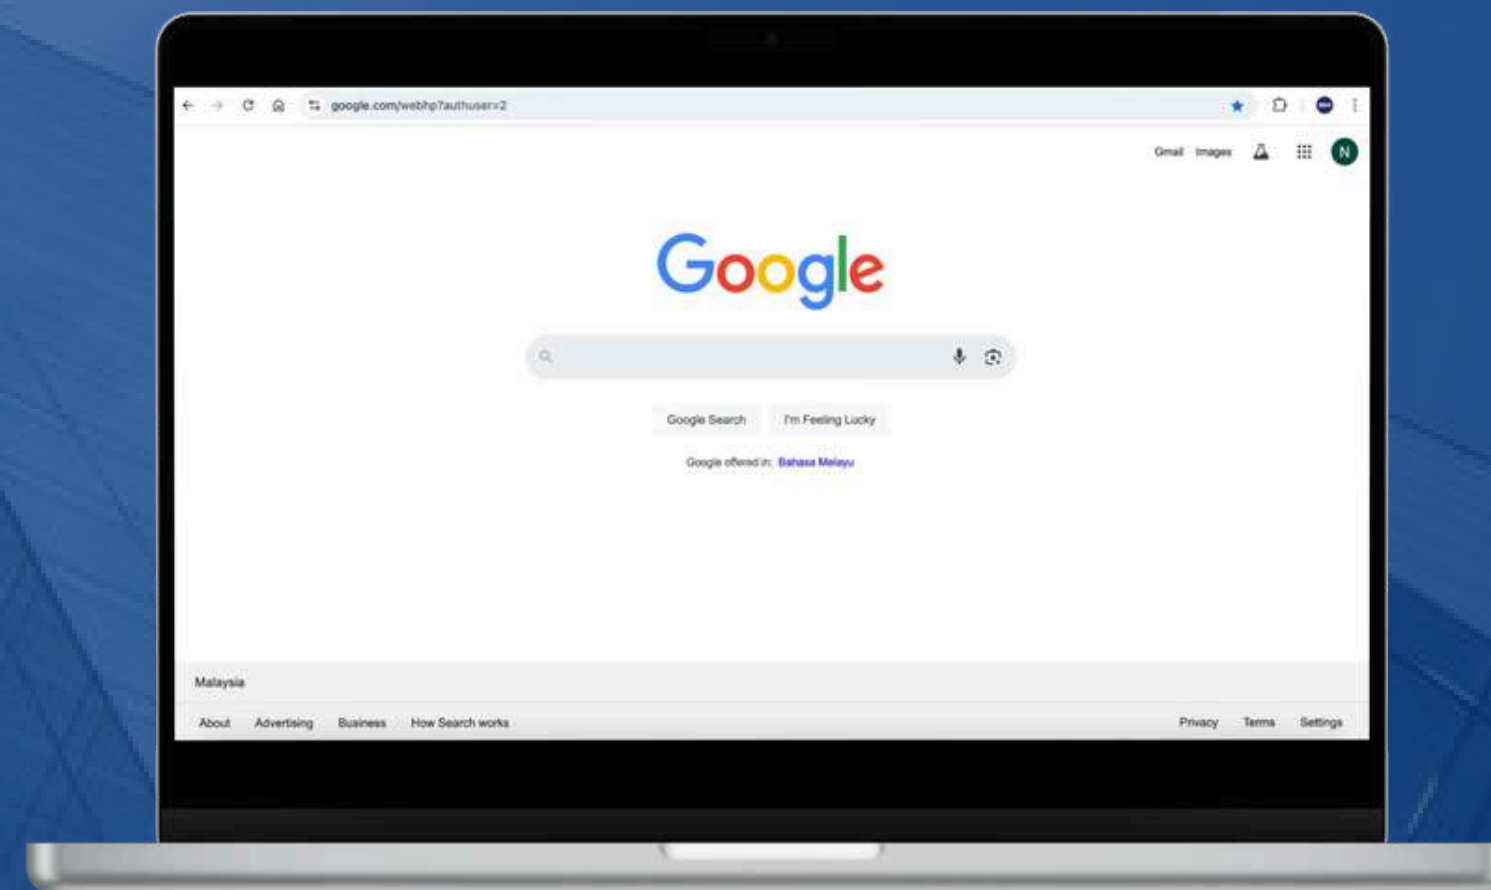 google.com/webhp?authuser=2
Gmail Images
N
Google
Google Search I'm Feeling Lucky
Google offered in: Bahasa Melayu
Malaysia
About Advertising Business How Search works Privacy Terms Settings